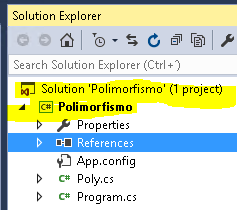 Solution Explorer
Search Solution Explorer (Ctrl+´)
Solution 'Polimorfismo' (1 project)
C# Polimorfismo
Properties
References
App.config
C# Poly.cs
C# Program.cs